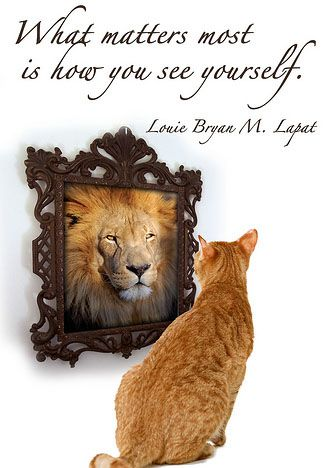 What matters most
is how you see yourself.
Louie Bryan M. Lapat